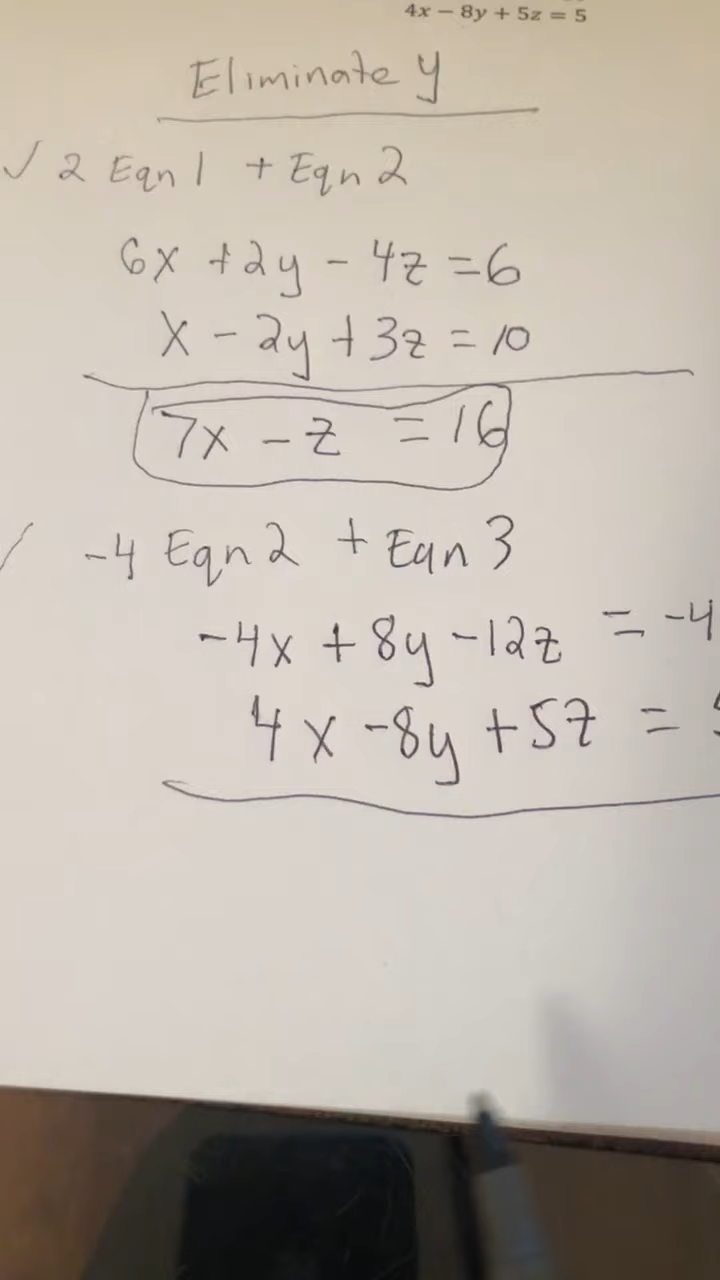 4x − 8y + 5z = 5
Eliminate y
✓ 2 Eqn 1 + Eqn 2
6x + 2y - 4z = 6
x - 2y + 3z = 10
7x - z = 16
-4 Eqn 2 + Eqn 3
-4x + 8y - 12z = -4
4x - 8y + 5z =